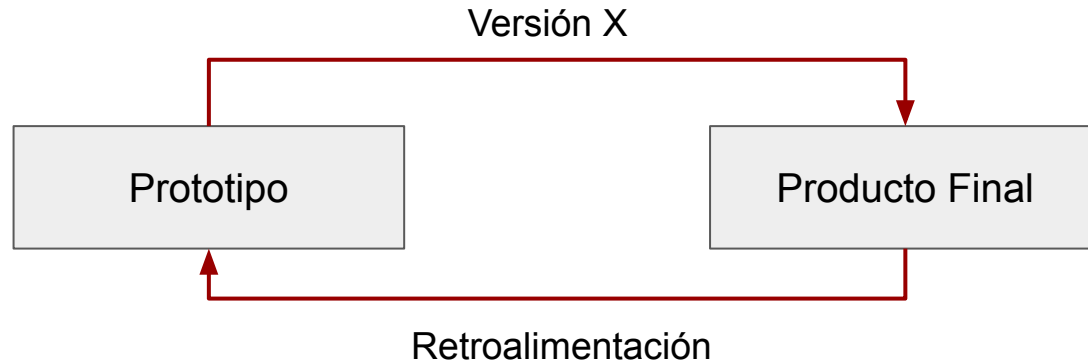 Versión X
Prototipo
Producto Final
Retroalimentación